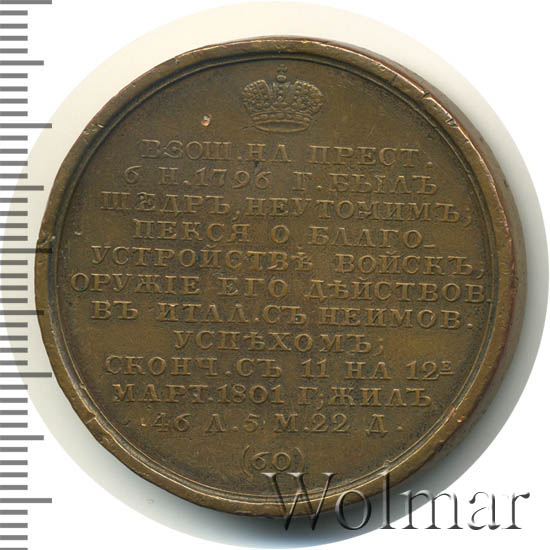 ВЗОШ. НА ПРЕСТ.
6 Н. 1796 Г. БЫЛЪ
ЩЕДРЪ, НЕУТОМИМЪ;
ПЕКСЯ О БЛАГО-
УСТРОЙСТВѢ ВОЙСКЪ,
ОРУЖІЕ ЕГО ДѢЙСТВОВ.
ВЪ ИТАЛ. СЪ НЕИМОВ.
УСПѢХОМЪ;
СКОНЧ. СЪ 11 НА 12Е
МАРТ. 1801 Г; ЖИЛЪ
46 Л. 5 М. 22 Д.
(60)
Wolmar